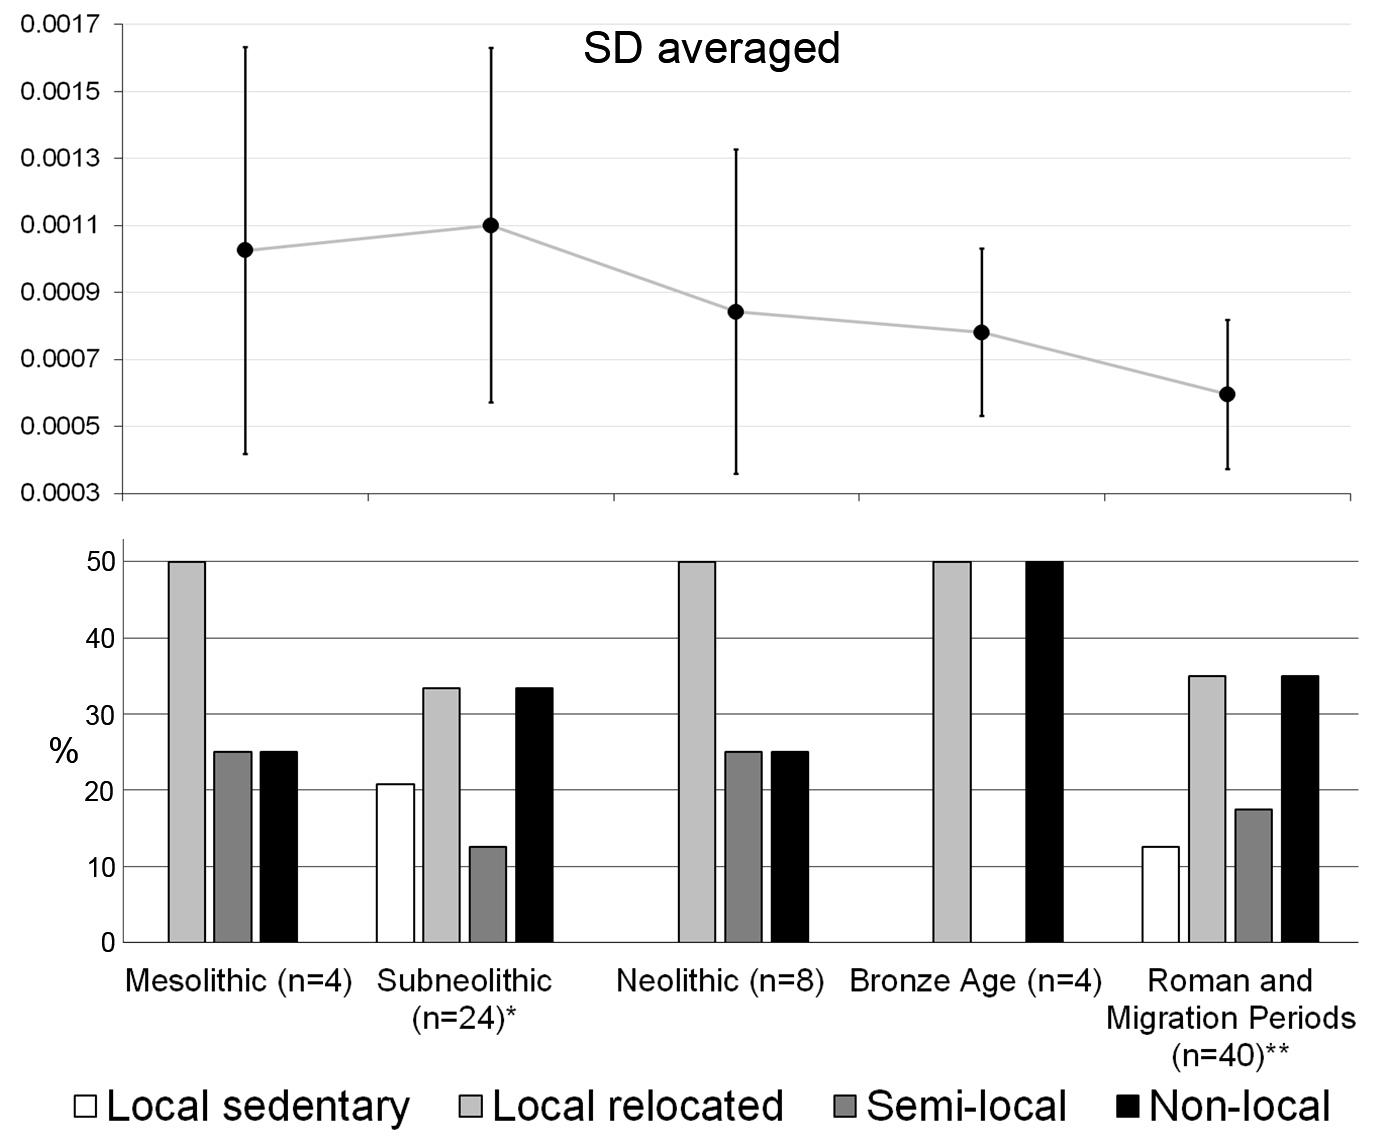 SD averaged
0.0017
0.0015
0.0013
0.0011
0.0009
0.0007
0.0005
0.0003
50
40
30
%
20
10
0
Mesolithic (n=4)
Subneolithic
(n=24)*
Neolithic (n=8)
Bronze Age (n=4)
Roman and
Migration Periods
(n=40)**
Local sedentary
Local relocated
Semi-local
Non-local